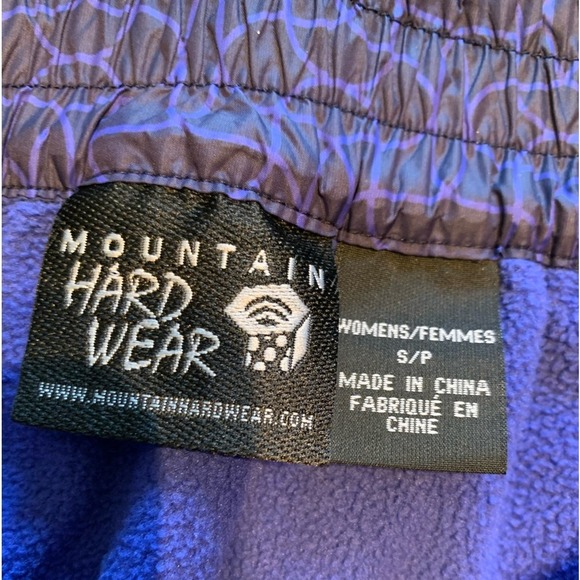 MOUNTAIN
HARD
WEAR
WWW.MOUNTAINHARDWEAR.COM
WOMENS/FEMMES
S/P
MADE IN CHINA
FABRIQUÉ EN
CHINE